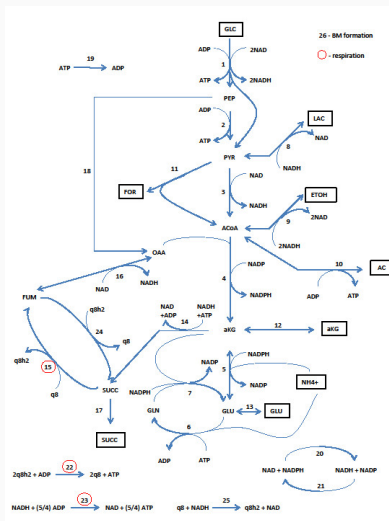 GLC
26 - BM formation
- respiration
ADP 2NAD
19
ATP ADP
1
ATP 2NADH
PEP
ADP
2
ATP
LAC
NAD
8
NADH
PYR
11
18
NAD
3
NADH
FOR
ETOH
9
2NAD
2NADH
ACoA
OAA
16
NAD
NADH
NADP
4
NADPH
10
AC
ADP ATP
FUM
q8h2
24
q8
q8h2
15
q8
NAD
+ADP
14
NADH
+ATP
aKG
12
aKG
NADP
5
NADPH
NADP
SUCC
NADPH
7
NH4+
17
GLN
GLU
13
GLU
6
SUCC
ADP ATP
20
NAD + NADPH NADH + NADP
21
2q8h2 + ADP
22
2q8 + ATP
NADH + (5/4) ADP
23
NAD + (5/4) ATP
q8 + NADH
25
q8h2 + NAD